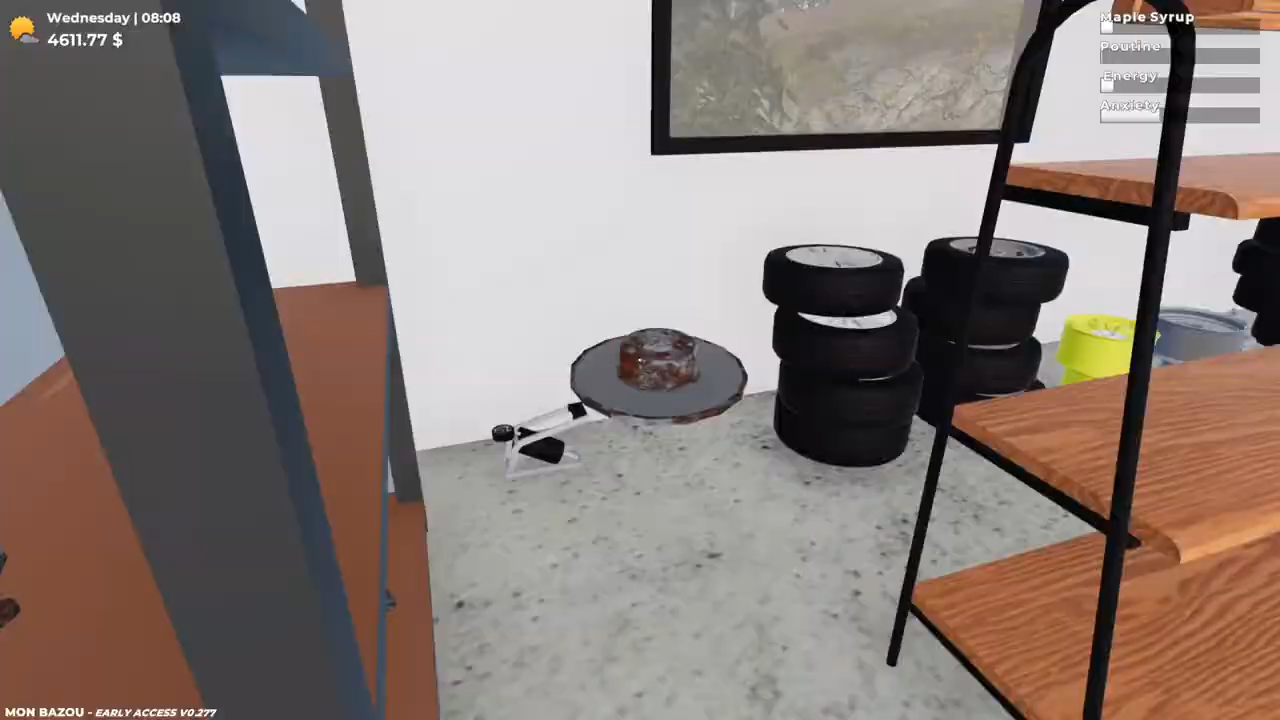 Wednesday | 08:08
4611.77 $
Maple Syrup
Poutine
Energy
Anxiety
MON BAZOU - EARLY ACCESS V0.277